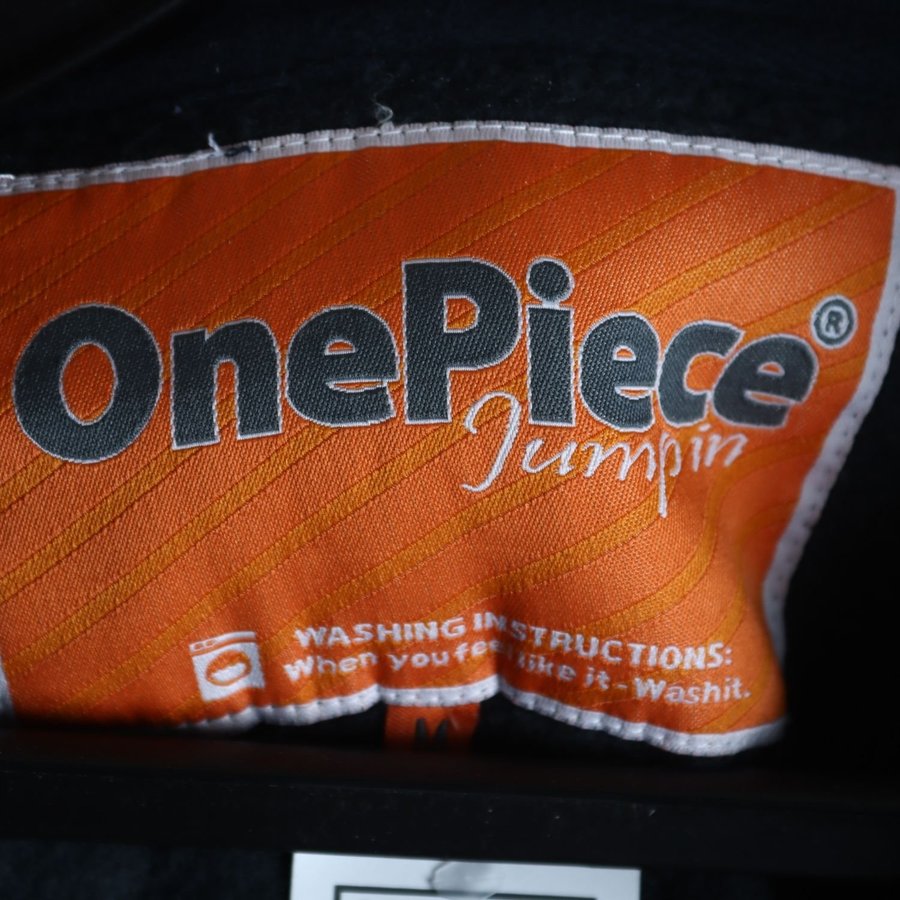 OnePiece®
Jumpin
WASHING INSTRUCTIONS:
When you feel like it - Wash it.
M